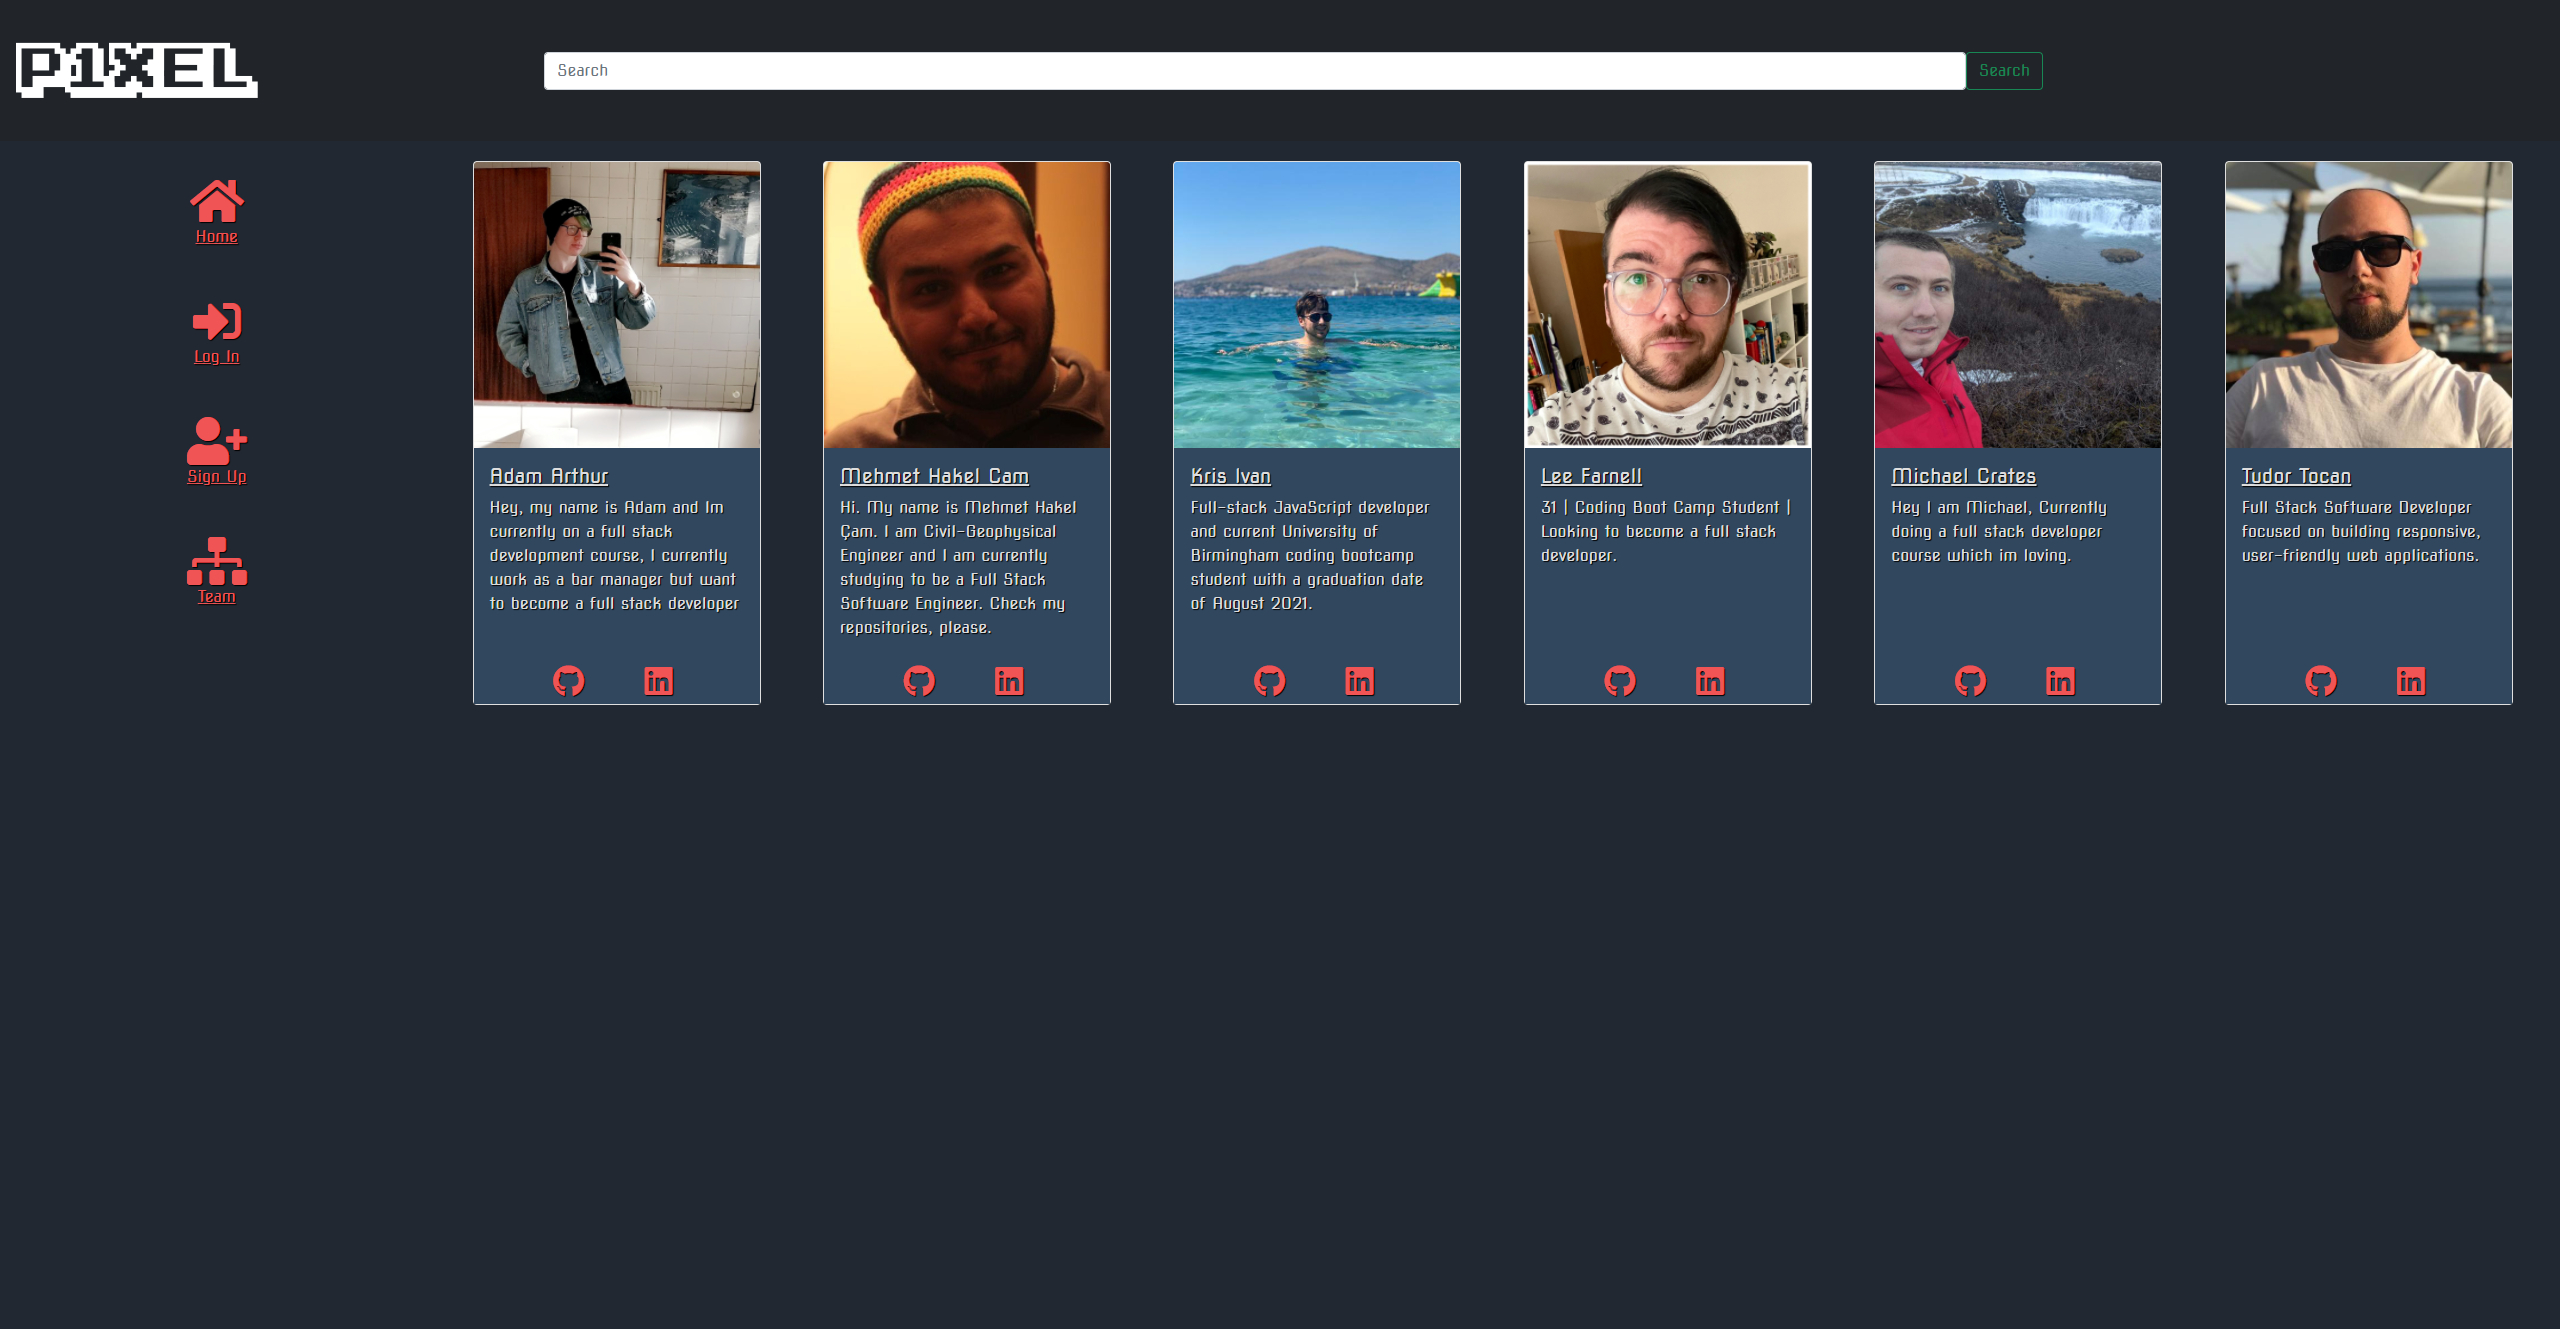 P1XEL
Search
Search
Home
Log In
Sign Up
Team
Adam Arthur
Hey, my name is Adam and Im
currently on a full stack
development course, I currently
work as a bar manager but want
to become a full stack developer
Mehmet Hakel Cam
Hi. My name is Mehmet Hakel
Çam. I am Civil-Geophysical
Engineer and I am currently
studying to be a Full Stack
Software Engineer. Check my
repositories, please.
Kris Ivan
Full-stack JavaScript developer
and current University of
Birmingham coding bootcamp
student with a graduation date
of August 2021.
Lee Farnell
31 | Coding Boot Camp Student |
Looking to become a full stack
developer.
Michael Crates
Hey I am Michael, Currently
doing a full stack developer
course which im loving.
Tudor Tocan
Full Stack Software Developer
focused on building responsive,
user-friendly web applications.
in
in
in
in
in
in